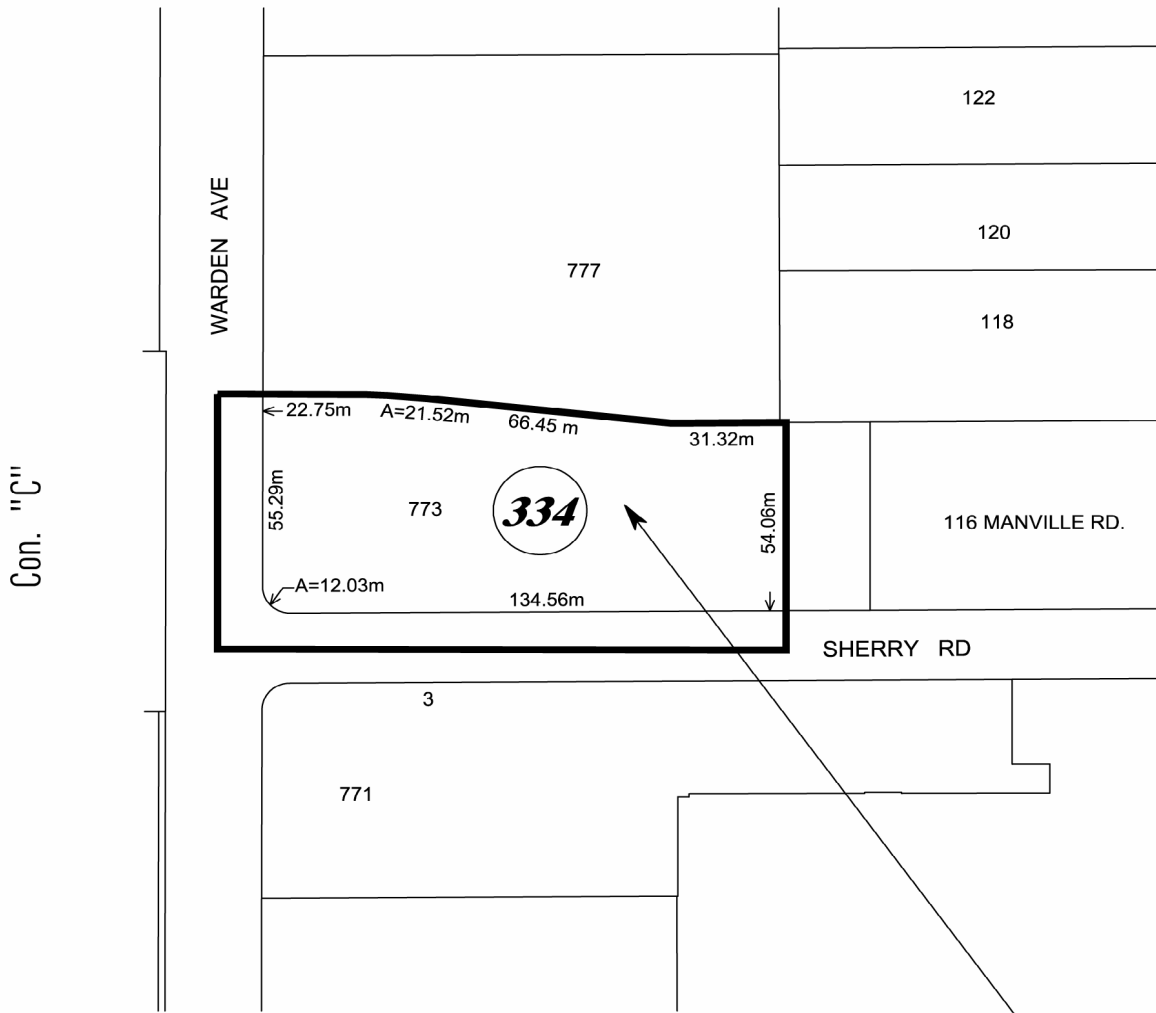 122
120
118
WARDEN AVE
777
22.75m
A=21.52m
66.45 m
31.32m
Con. "C"
55.29m
773
334
54.06m
116 MANVILLE RD.
A=12.03m
134.56m
SHERRY RD
3
771